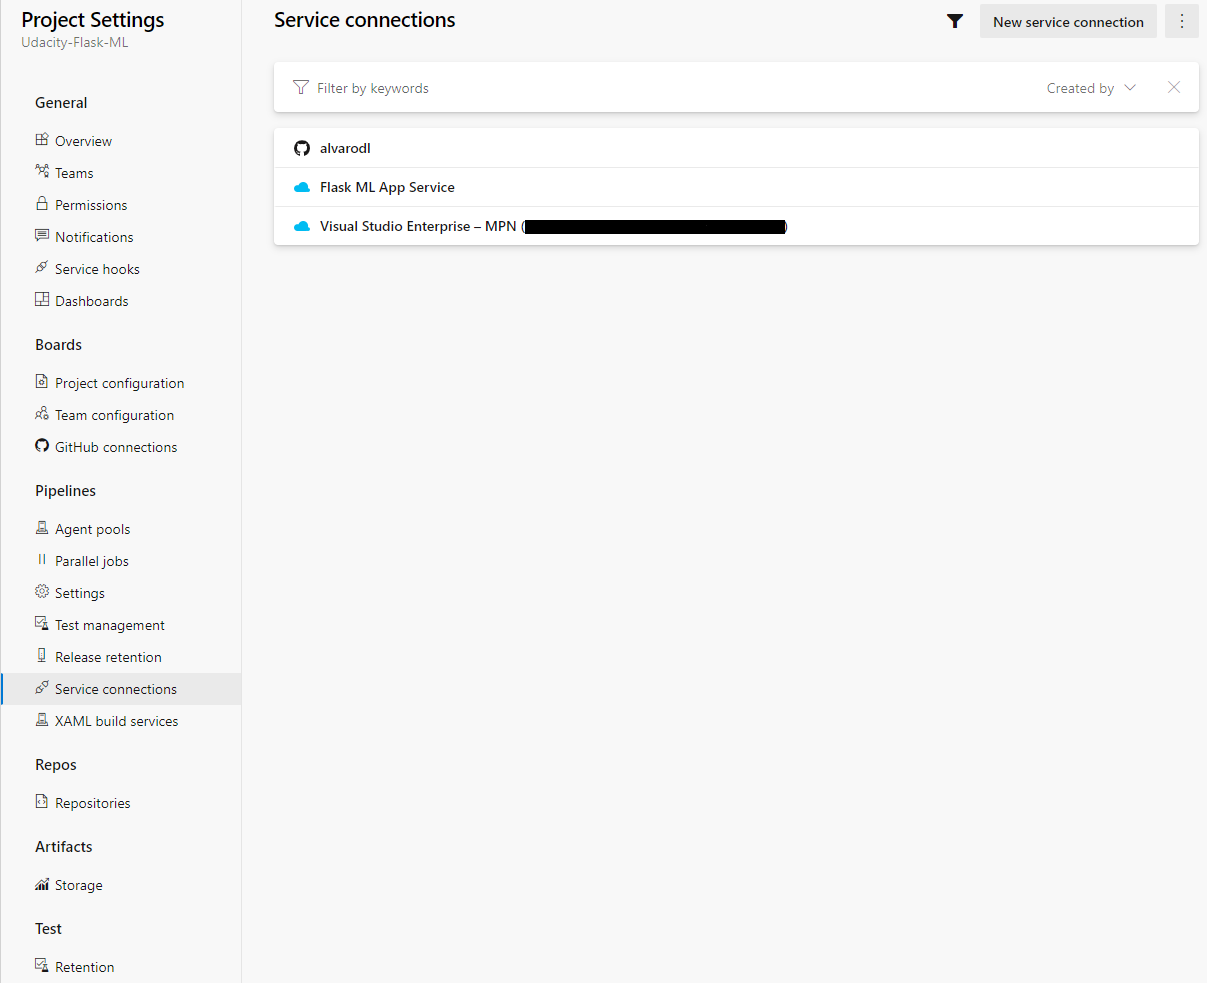 Project Settings
Udacity-Flask-ML
General
Overview
Teams
Permissions
Notifications
Service hooks
Dashboards
Boards
Project configuration
Team configuration
GitHub connections
Pipelines
Agent pools
Parallel jobs
Settings
Test management
Release retention
Service connections
XAML build services
Repos
Repositories
Artifacts
Storage
Test
Retention
Service connections
New service connection
Filter by keywords
Created by
alvarodl
Flask ML App Service
Visual Studio Enterprise – MPN ()